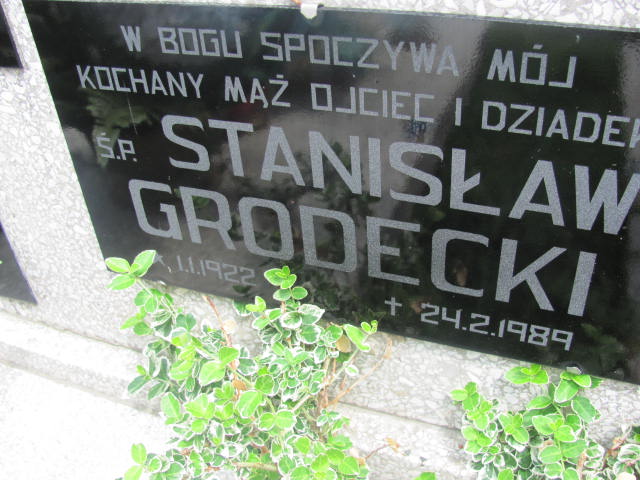 W BOGU SPOCZYWA MÓJ
KOCHANY MĄŻ OJCIEC I DZIADEK
Ś.P. STANISŁAW
GRODECKI
* 1.1.1922
+ 24.2.1989